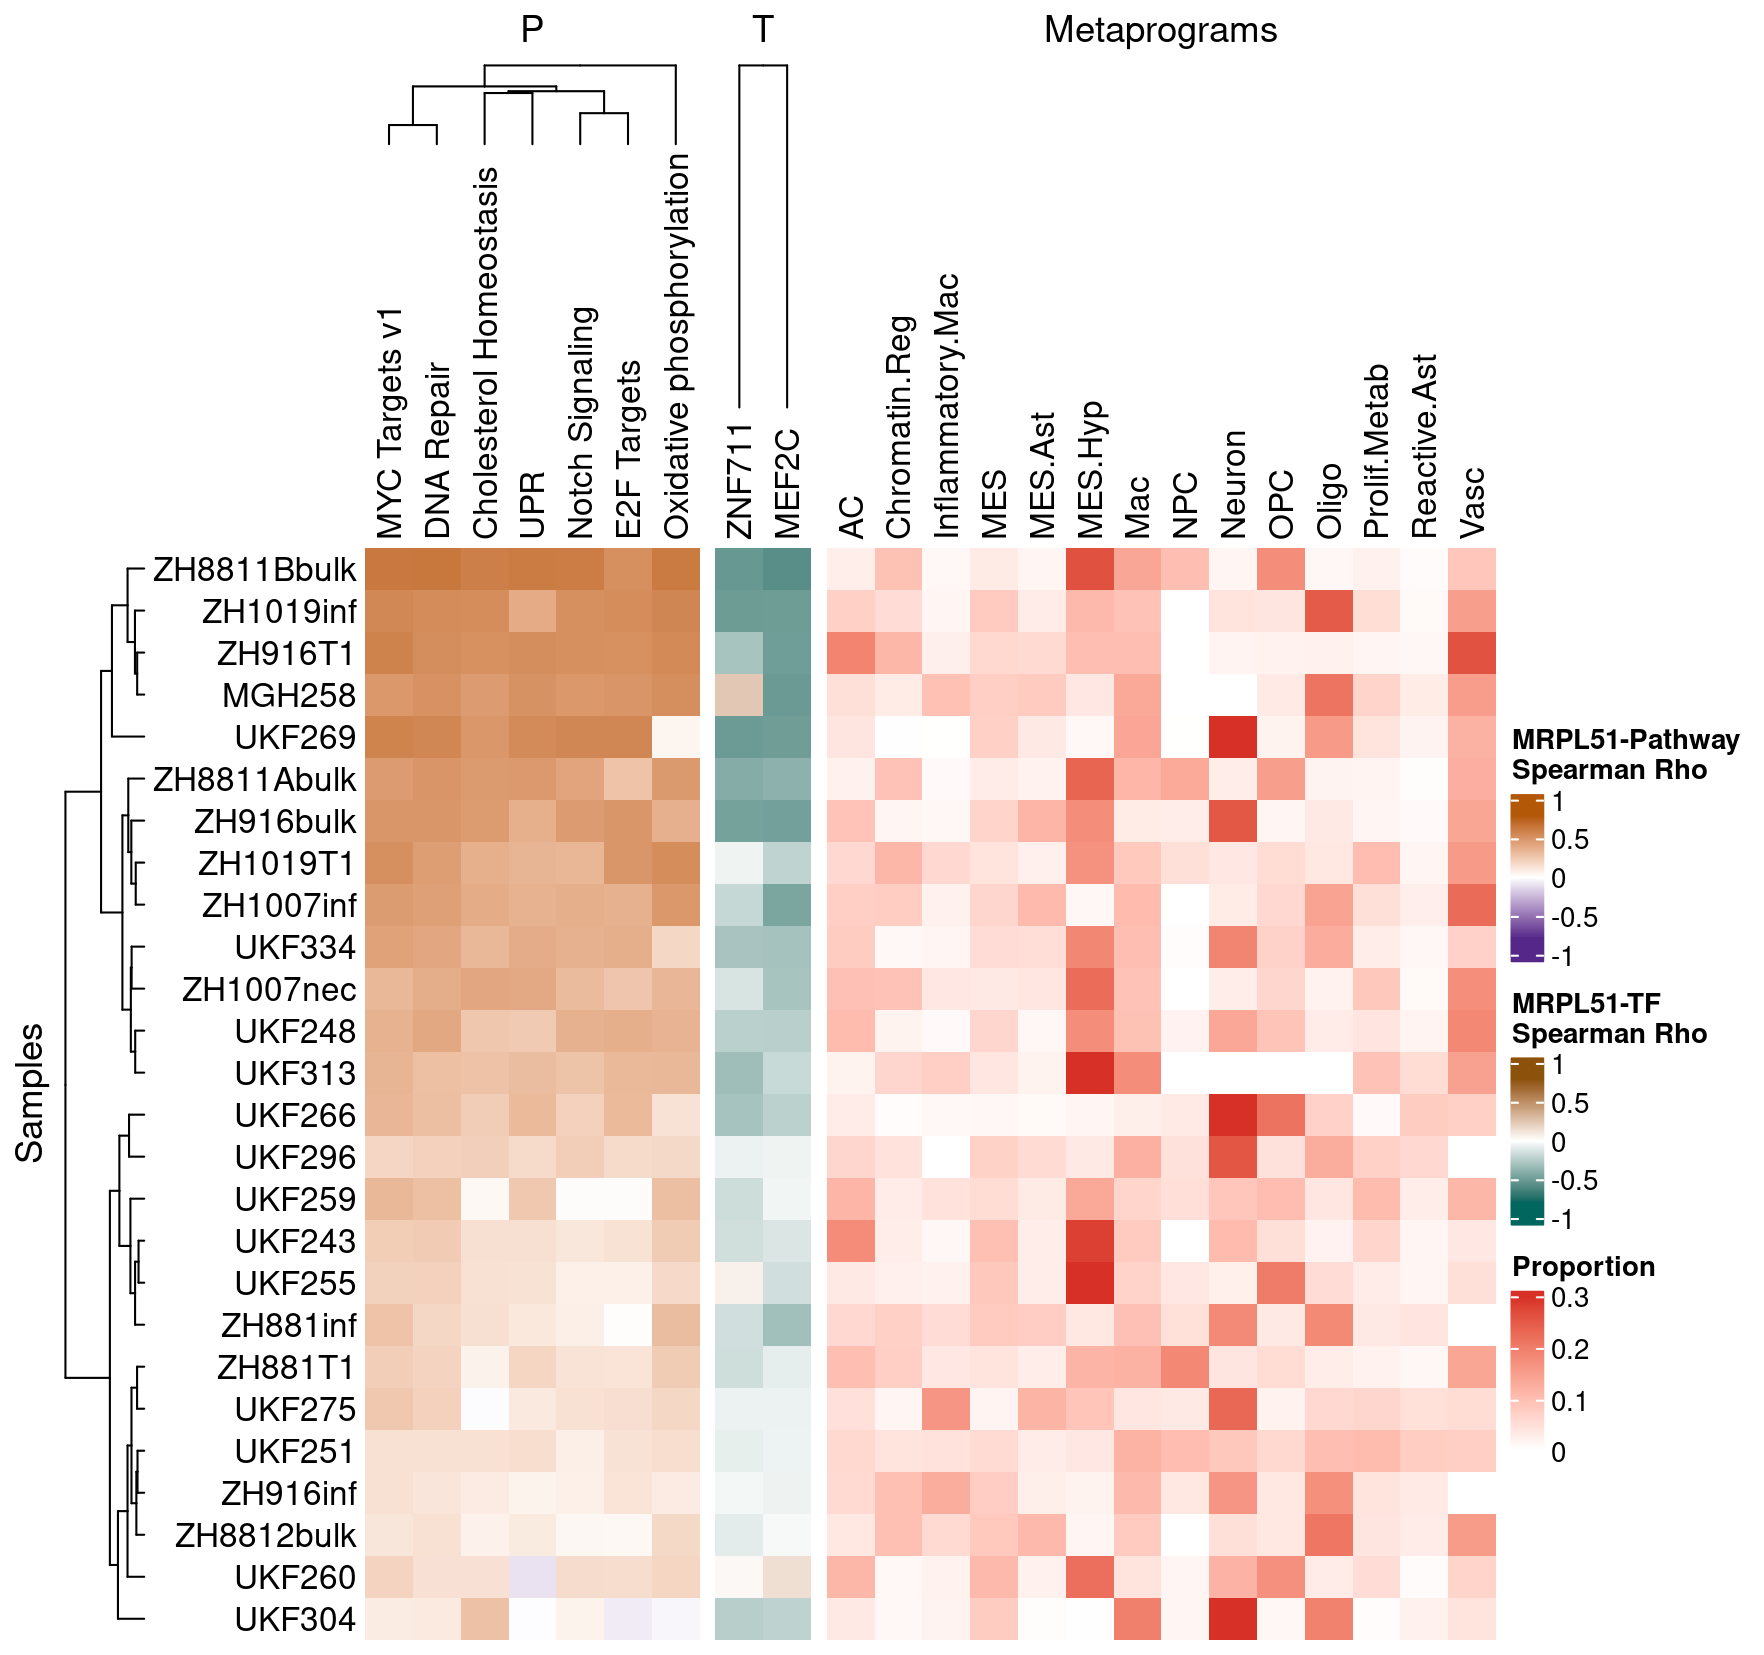 P
T
Metaprograms
MYC Targets v1
DNA Repair
Cholesterol Homeostasis
UPR
Notch Signaling
E2F Targets
Oxidative phosphorylation
ZNF711
MEF2C
AC
Chromatin.Reg
Inflammatory.Mac
MES
MES.Ast
MES.Hyp
Mac
NPC
Neuron
OPC
Oligo
Prolif.Metab
Reactive.Ast
Vasc
Samples
ZH8811Bbulk
ZH1019inf
ZH916T1
MGH258
UKF269
ZH8811Abulk
ZH916bulk
ZH1019T1
ZH1007inf
UKF334
ZH1007nec
UKF248
UKF313
UKF266
UKF296
UKF259
UKF243
UKF255
ZH881inf
ZH881T1
UKF275
UKF251
ZH916inf
ZH8812bulk
UKF260
UKF304
MRPL51-Pathway
Spearman Rho
1
0.5
0
-0.5
-1
MRPL51-TF
Spearman Rho
1
0.5
0
-0.5
-1
Proportion
0.3
0.2
0.1
0